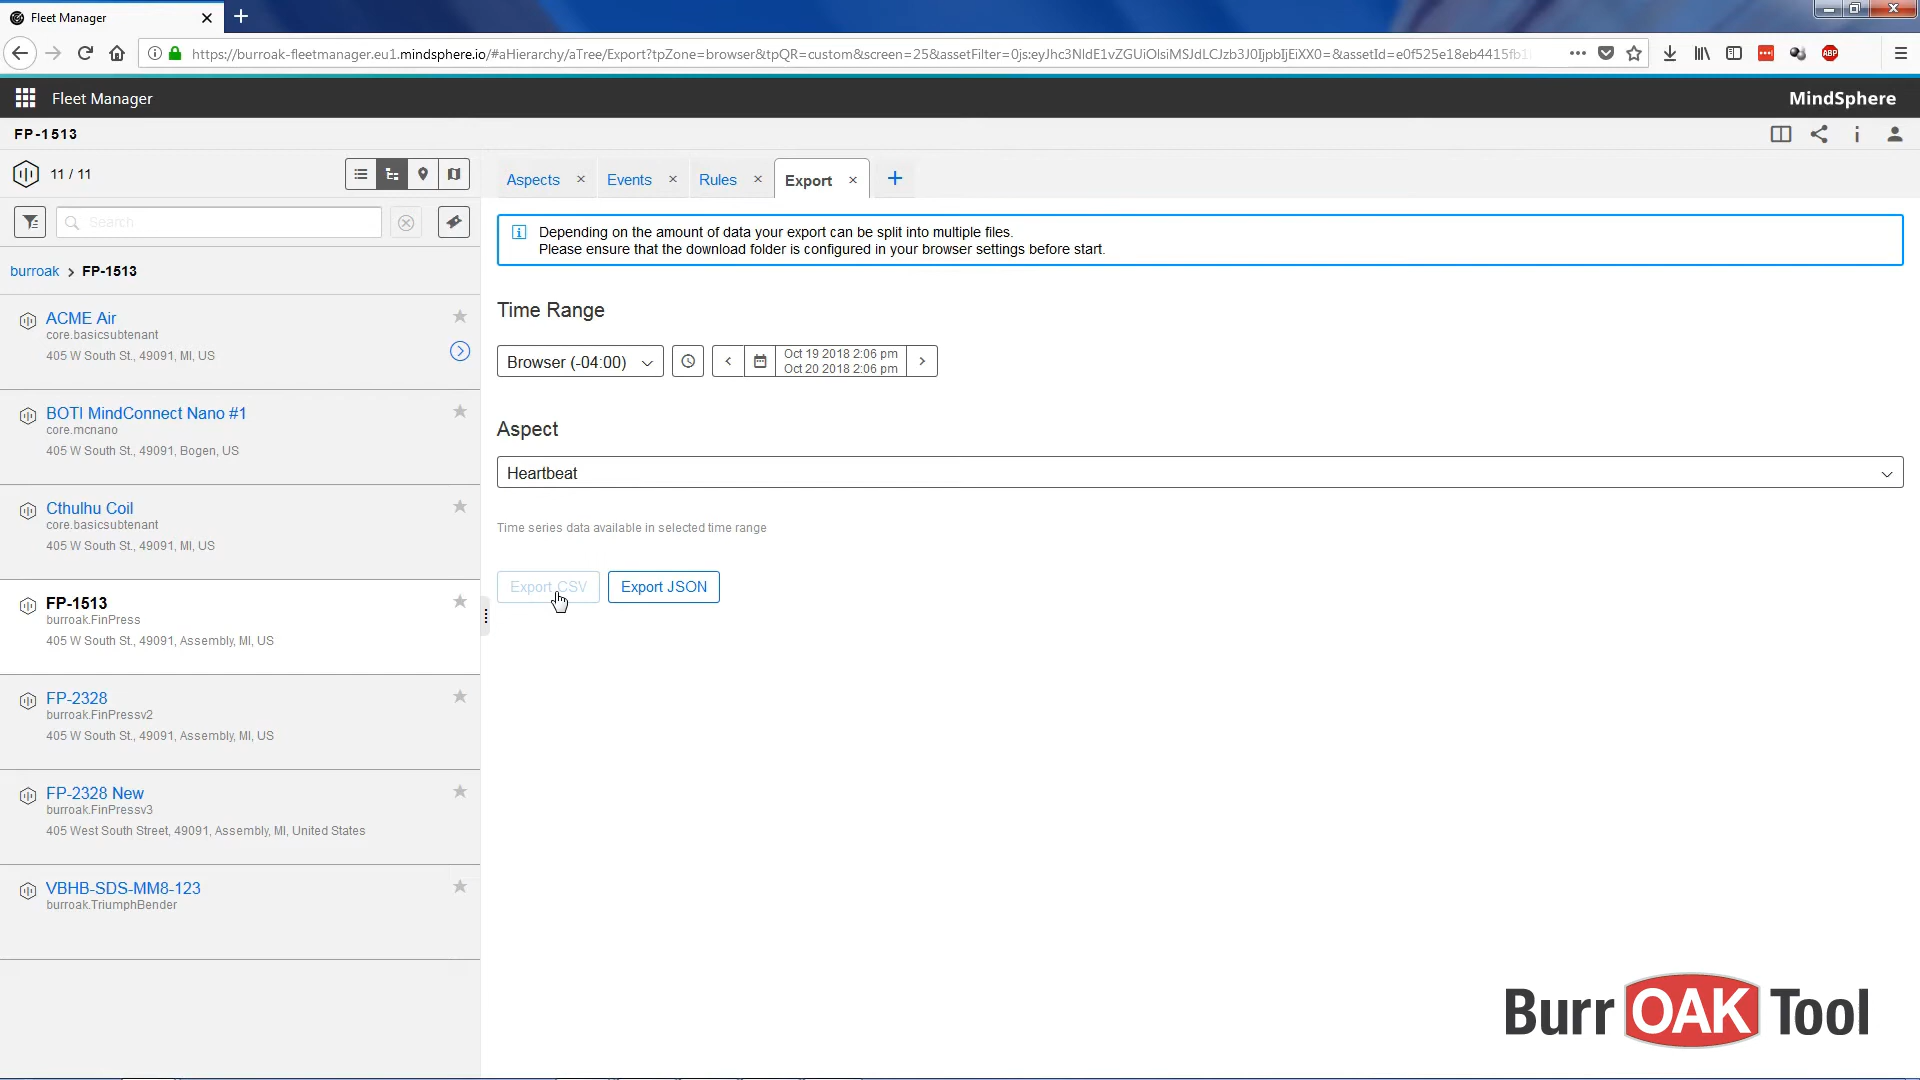 Fleet Manager
https://burroak-fleetmanager.eu1.mindsphere.io/#aHierarchy/aTree/Export?tpZone=browser&tpQR=custom&screen=25&assetFilter=0js:eyJhc3NldE1vZGUiOlsiMSJdLCJzb3J0IjpbIjEiXX0=&assetId=e0f525e18eb4415fb1
ABP
Fleet Manager
MindSphere
FP-1513
11 / 11
Aspects
Events
Rules
Export
Search
Depending on the amount of data your export can be split into multiple files.
Please ensure that the download folder is configured in your browser settings before start.
burroak > FP-1513
Time Range
ACME Air
core.basicsubtenant
405 W South St., 49091, MI, US
Browser (-04:00)
Oct 19 2018 2:06 pm
Oct 20 2018 2:06 pm
BOTI MindConnect Nano #1
core.mcnano
405 W South St., 49091, Bogen, US
Aspect
Heartbeat
Cthulhu Coil
core.basicsubtenant
405 W South St., 49091, MI, US
Time series data available in selected time range
Export CSV
Export JSON
FP-1513
burroak.FinPress
405 W South St., 49091, Assembly, MI, US
FP-2328
burroak.FinPressv2
405 W South St., 49091, Assembly, MI, US
FP-2328 New
burroak.FinPressv3
405 West South Street, 49091, Assembly, MI, United States
VBHB-SDS-MM8-123
burroak.TriumphBender
Burr OAK Tool